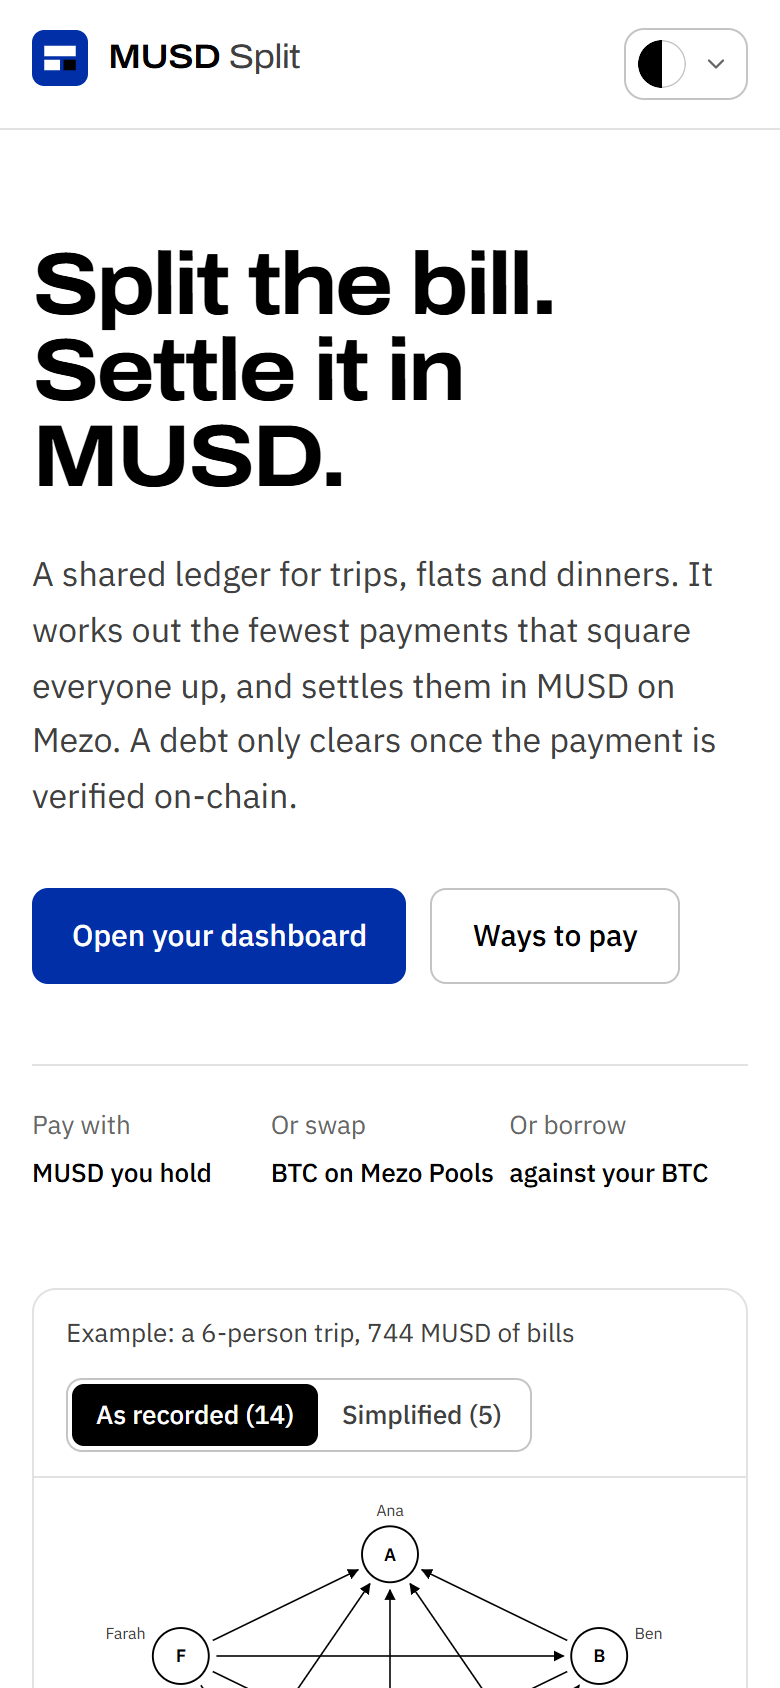 MUSD Split
Split the bill.
Settle it in
MUSD.
A shared ledger for trips, flats and dinners. It
works out the fewest payments that square
everyone up, and settles them in MUSD on
Mezo. A debt only clears once the payment is
verified on-chain.
Open your dashboard
Ways to pay
Pay with
MUSD you hold
Or swap
BTC on Mezo Pools
Or borrow
against your BTC
Example: a 6-person trip, 744 MUSD of bills
As recorded (14)
Simplified (5)
Ana
A
Farah
F
B
Ben